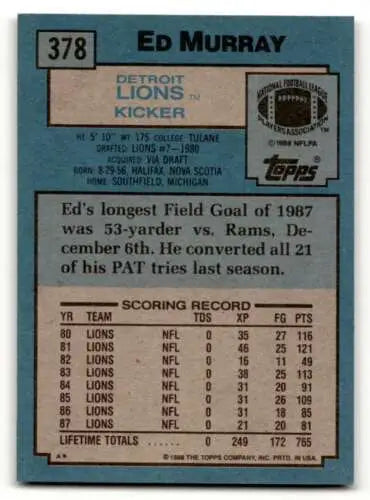 378
ED MURRAY
DETROIT
LIONS™
KICKER
NATIONAL FOOTBALL LEAGUE
PLAYERS ASSOCIATION
© 1988 NFLPA
topps®
HT. 5' 10" WT. 175 COLLEGE: TULANE
DRAFTED: LIONS #7-1980
ACQUIRED: VIA DRAFT
BORN: 8-29-56, HALIFAX, NOVA SCOTIA
HOME: SOUTHFIELD, MICHIGAN
Ed's longest Field Goal of 1987
was 53-yarder vs. Rams, De-
cember 6th. He converted all 21
of his PAT tries last season.
SCORING RECORD
YR TEAM TDS XP FG PTS
80 LIONS NFL 0 35 27 116
81 LIONS NFL 0 46 25 121
82 LIONS NFL 0 16 11 49
83 LIONS NFL 0 38 25 113
84 LIONS NFL 0 31 20 91
85 LIONS NFL 0 31 26 109
86 LIONS NFL 0 31 18 85
87 LIONS NFL 0 21 20 81
LIFETIME TOTALS ...... 0 249 172 765
A* © 1988 THE TOPPS COMPANY, INC. PRTD. IN USA.